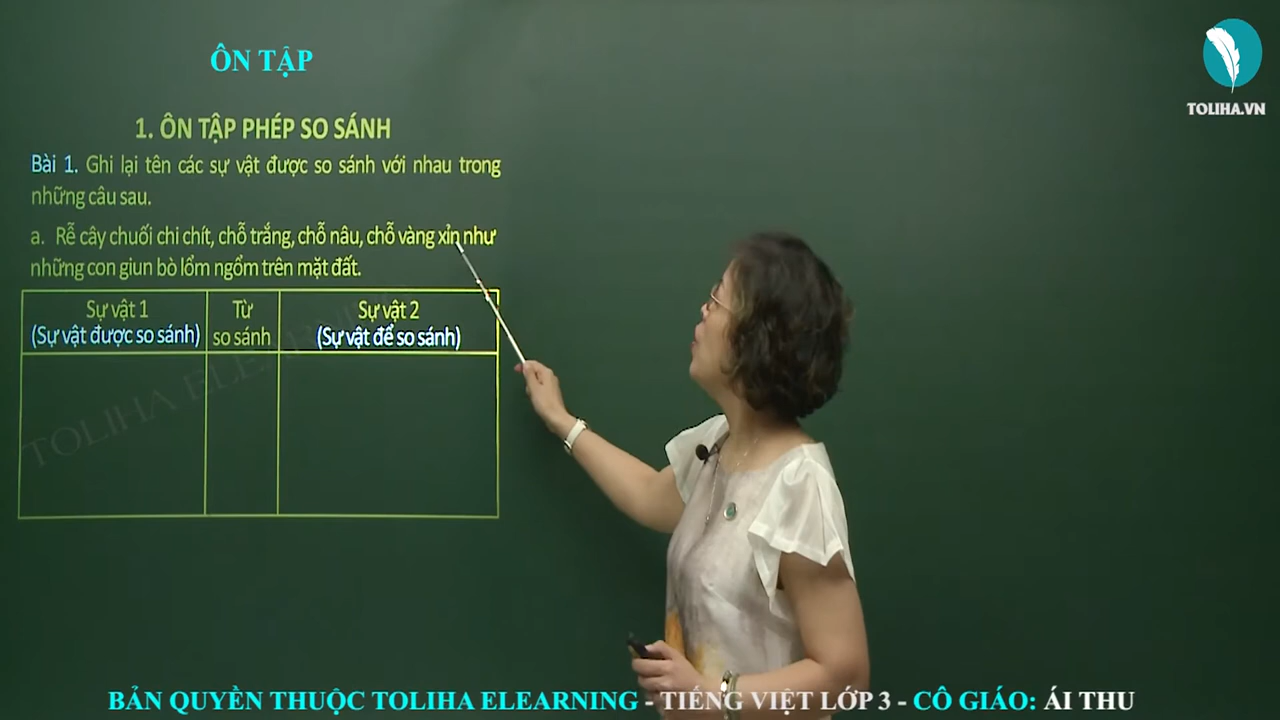 ÔN TẬP
TOLIHA.VN
1. ÔN TẬP PHÉP SO SÁNH
Bài 1. Ghi lại tên các sự vật được so sánh với nhau trong
những câu sau.
a. Rễ cây chuối chi chít, chỗ trắng, chỗ nâu, chỗ vàng xỉn như
những con giun bò lổm ngổm trên mặt đất.
Sự vật 1
(Sự vật được so sánh)
Từ
so sánh
Sự vật 2
(Sự vật để so sánh)
TOLIHA ELEARNING
BẢN QUYỀN THUỘC TOLIHA ELEARNING - TIẾNG VIỆT LỚP 3 - CÔ GIÁO: ÁI THU